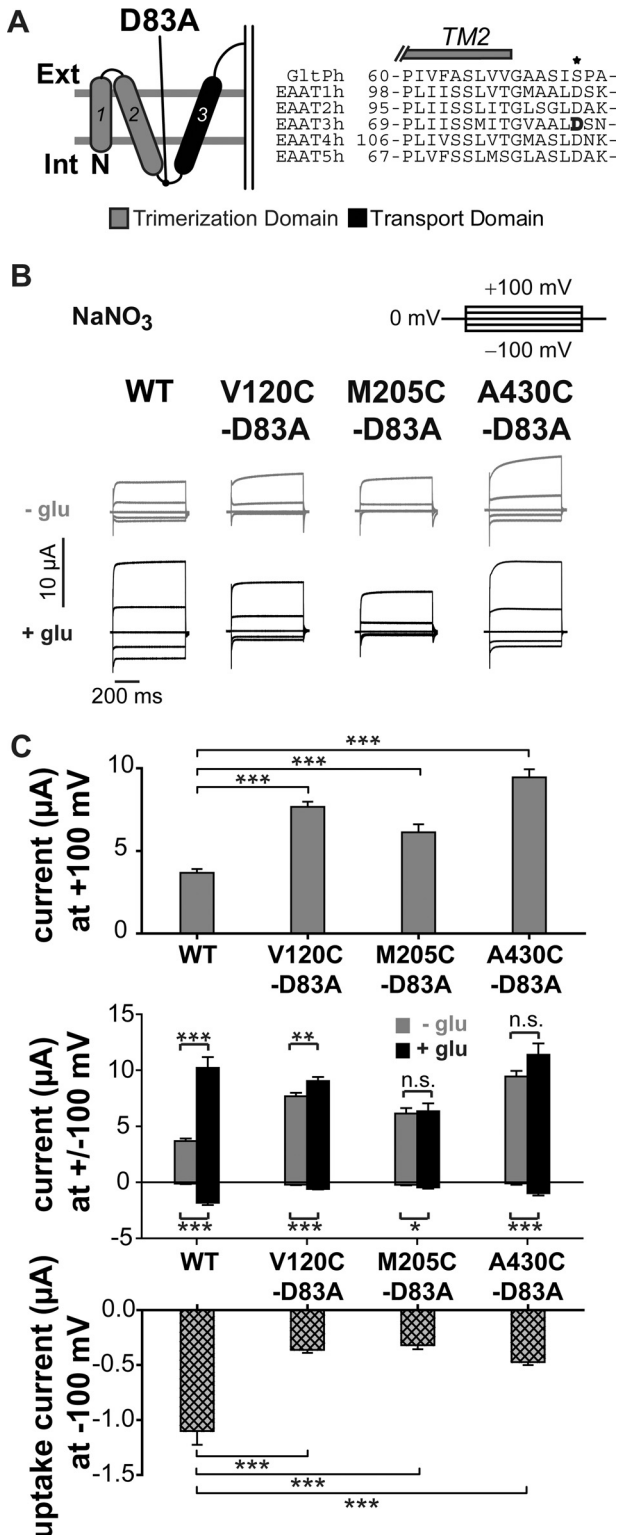 A
D83A
Ext
Int
N
1
2
3
TM2
*
GltPh 60-PIVFASLVVGAASISPA-
EAAT1h 98-PLIISSLVTGMAALDSK-
EAAT2h 95-PLIISSLITGLSGLDAK-
EAAT3h 69-PLIISSMITGVAALDSN-
EAAT4h 106-PLIVSSLVTGMASLDNK-
EAAT5h 67-PLVFSSLMSGLASLDAK-
Trimerization Domain Transport Domain
B
NaNO3
+100 mV
0 mV
−100 mV
WT V120C M205C A430C
-D83A -D83A -D83A
- glu
10 µA
+ glu
200 ms
C
***
***
***
current (µA)
at +100 mV
10
5
0
WT V120C M205C A430C
-D83A -D83A -D83A
current (µA)
at +/-100 mV
15
10
5
0
-5
- glu
+ glu
*** ** n.s. n.s.
*** *** * ***
WT V120C M205C A430C
-D83A -D83A -D83A
uptake current (µA)
at -100 mV
0.0
-0.5
-1.0
-1.5
***
***
***